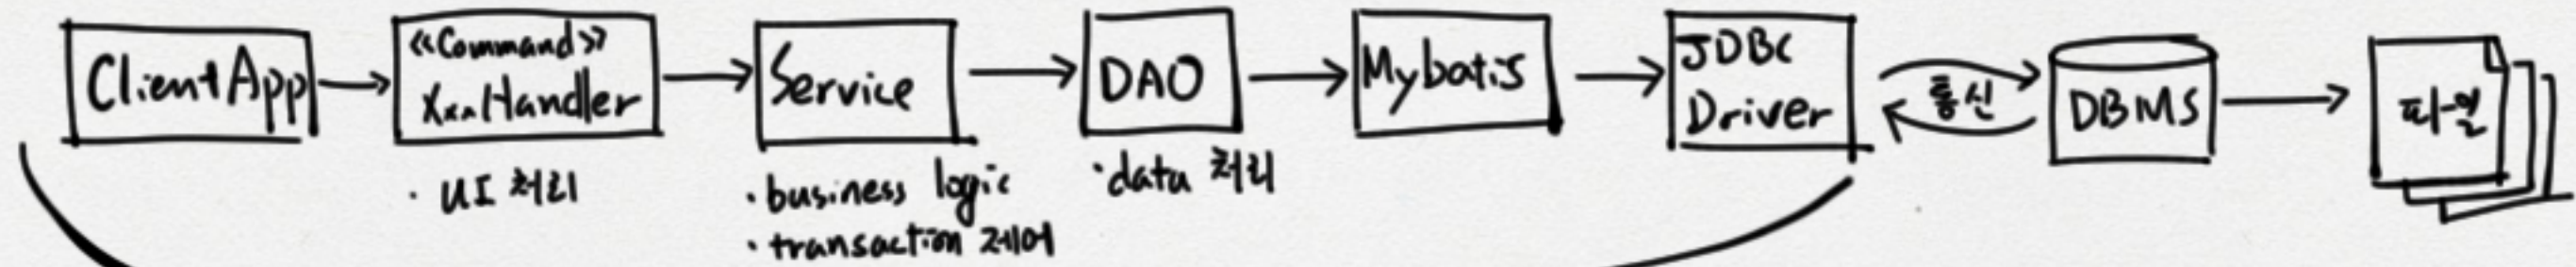 ClientApp
<<Command>>
XxxHandler
· UI 처리
Service
· business logic
· transaction 제어
DAO
· data 처리
Mybatis
JDBC
Driver
통신
DBMS
파일